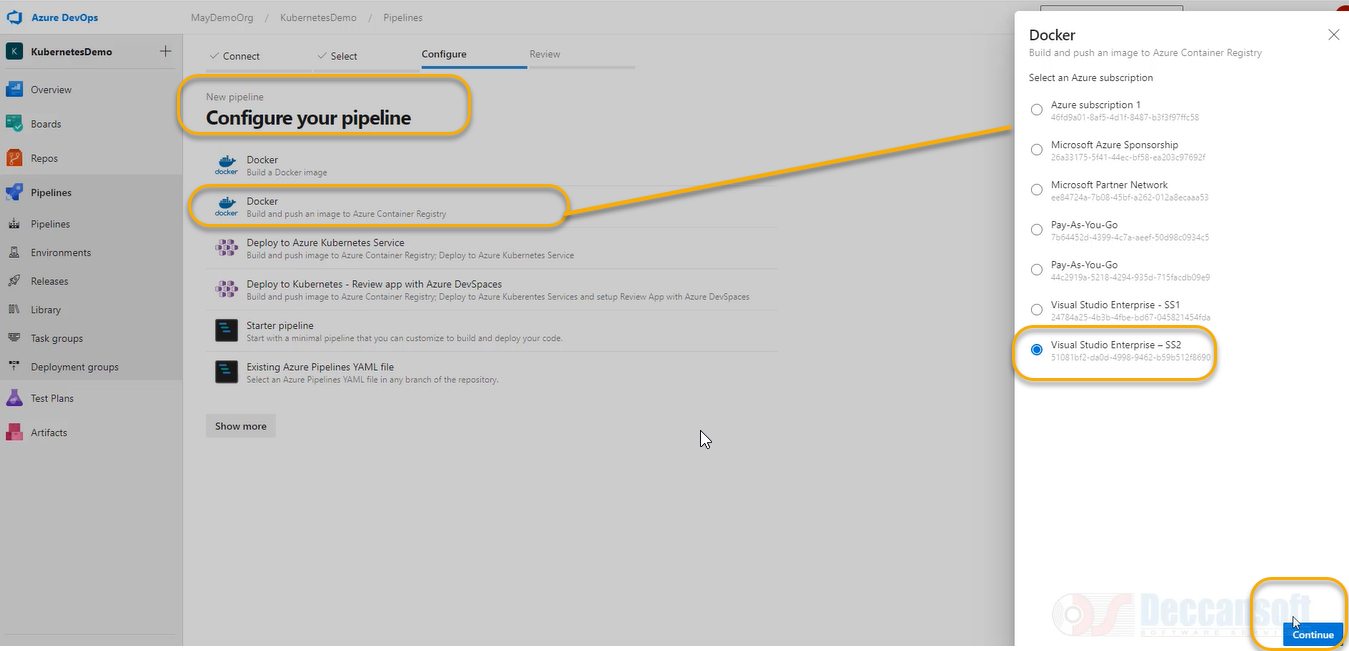 Azure DevOps
MayDemoOrg / KubernetesDemo / Pipelines
K KubernetesDemo
Overview
Boards
Repos
Pipelines
Pipelines
Environments
Releases
Library
Task groups
Deployment groups
Test Plans
Artifacts
Connect Select Configure Review
New pipeline
Configure your pipeline
docker Docker
Build a Docker image
docker Docker
Build and push an image to Azure Container Registry
Deploy to Azure Kubernetes Service
Build and push image to Azure Container Registry; Deploy to Azure Kubernetes Service
Deploy to Kubernetes - Review app with Azure DevSpaces
Build and push image to Azure Container Registry; Deploy to Azure Kuberentes Services and setup Review App with Azure DevSpaces
Starter pipeline
Start with a minimal pipeline that you can customize to build and deploy your code.
Existing Azure Pipelines YAML file
Select an Azure Pipelines YAML file in any branch of the repository.
Show more
Docker
Build and push an image to Azure Container Registry
Select an Azure subscription
Azure subscription 1
46fd9a01-8af5-4d1f-8487-b3f3f97ffc58
Microsoft Azure Sponsorship
26a33175-5f41-44ec-bf58-ea203c97692f
Microsoft Partner Network
ee84724a-7b08-45bf-a262-012a8ecaaa53
Pay-As-You-Go
7b64452d-4399-4c7a-aeef-50d98c0934c5
Pay-As-You-Go
44c2919a-5218-4294-935d-715facdb09e9
Visual Studio Enterprise - SS1
24784a25-4b3b-4fbe-bd67-045821454fda
Visual Studio Enterprise – SS2
51081bf2-da0d-4998-9462-b59b512f8690
Deccansoft
Continue